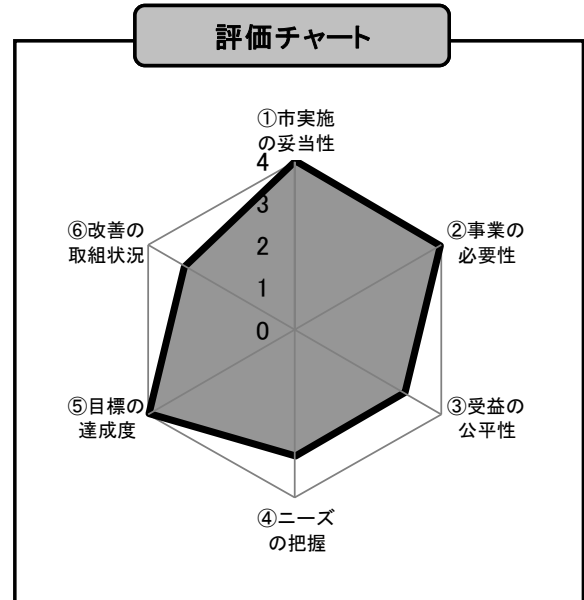 評価チャート
①市実施
の妥当性
4
3
2
1
0
②事業の
必要性
③受益の
公平性
④ニーズ
の把握
⑤目標の
達成度
⑥改善の
取組状況